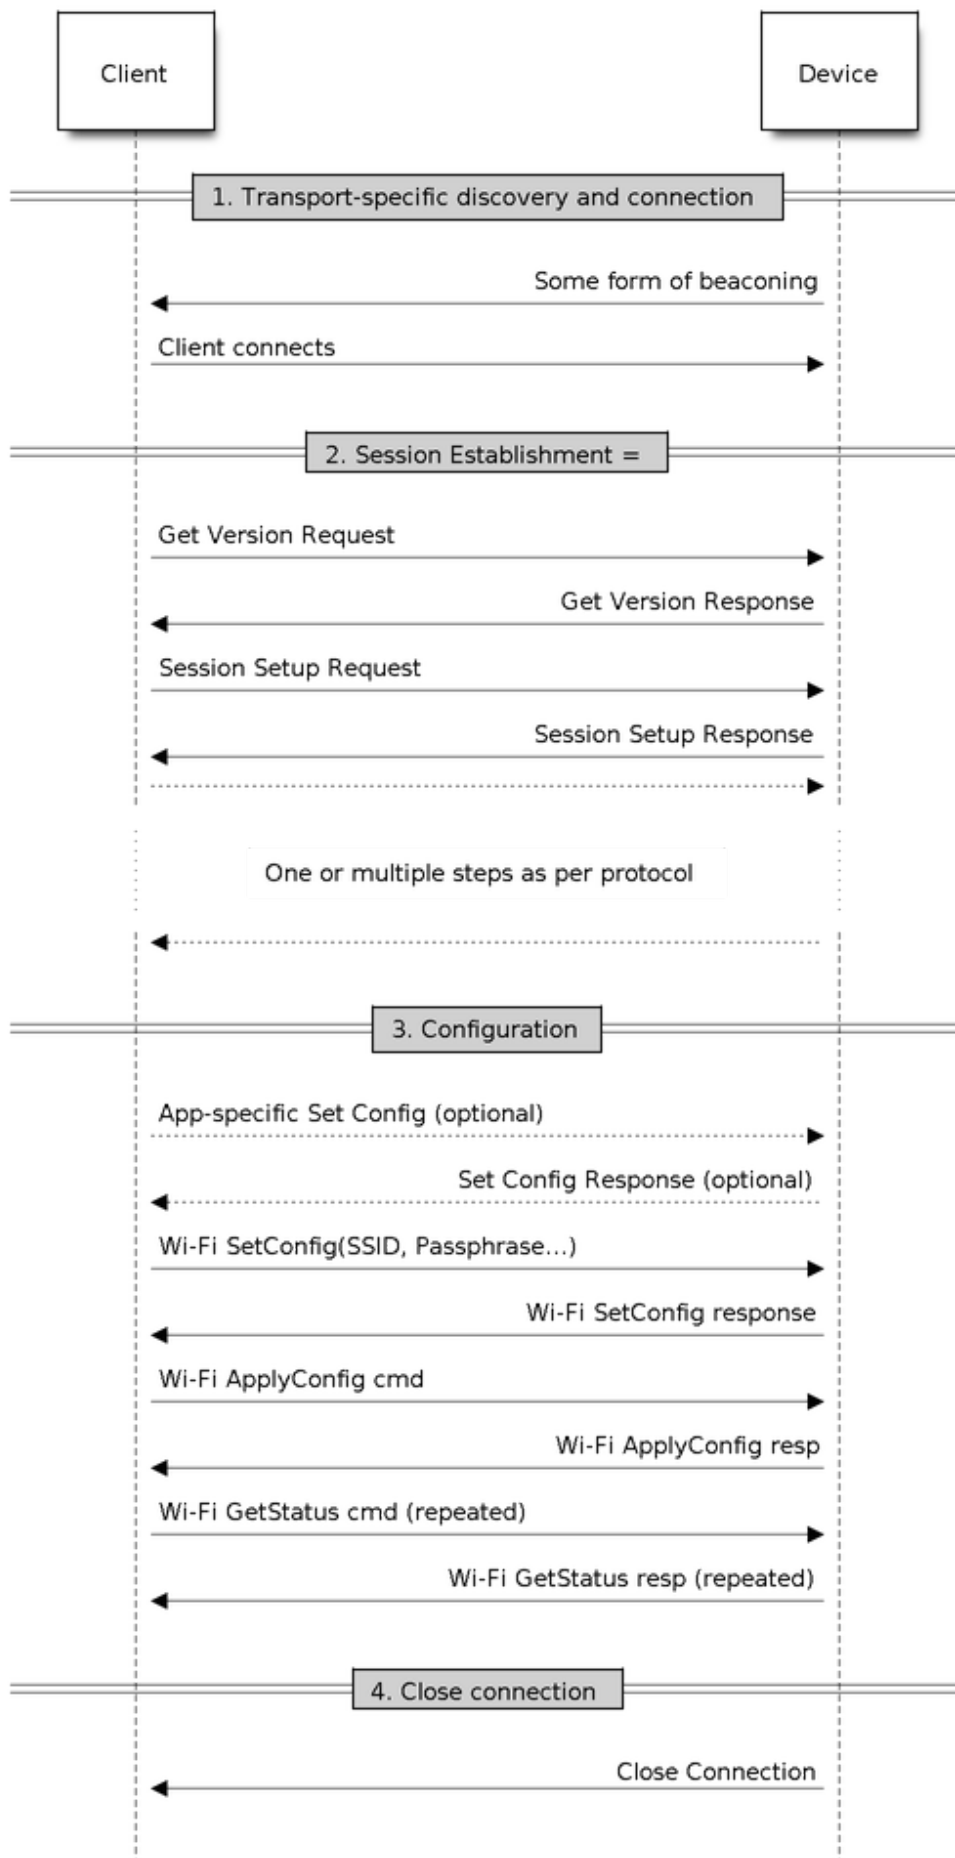 Client
Device
1. Transport-specific discovery and connection
Some form of beaconing
Client connects
2. Session Establishment =
Get Version Request
Get Version Response
Session Setup Request
Session Setup Response
One or multiple steps as per protocol
3. Configuration
App-specific Set Config (optional)
Set Config Response (optional)
Wi-Fi SetConfig(SSID, Passphrase...)
Wi-Fi SetConfig response
Wi-Fi ApplyConfig cmd
Wi-Fi ApplyConfig resp
Wi-Fi GetStatus cmd (repeated)
Wi-Fi GetStatus resp (repeated)
4. Close connection
Close Connection